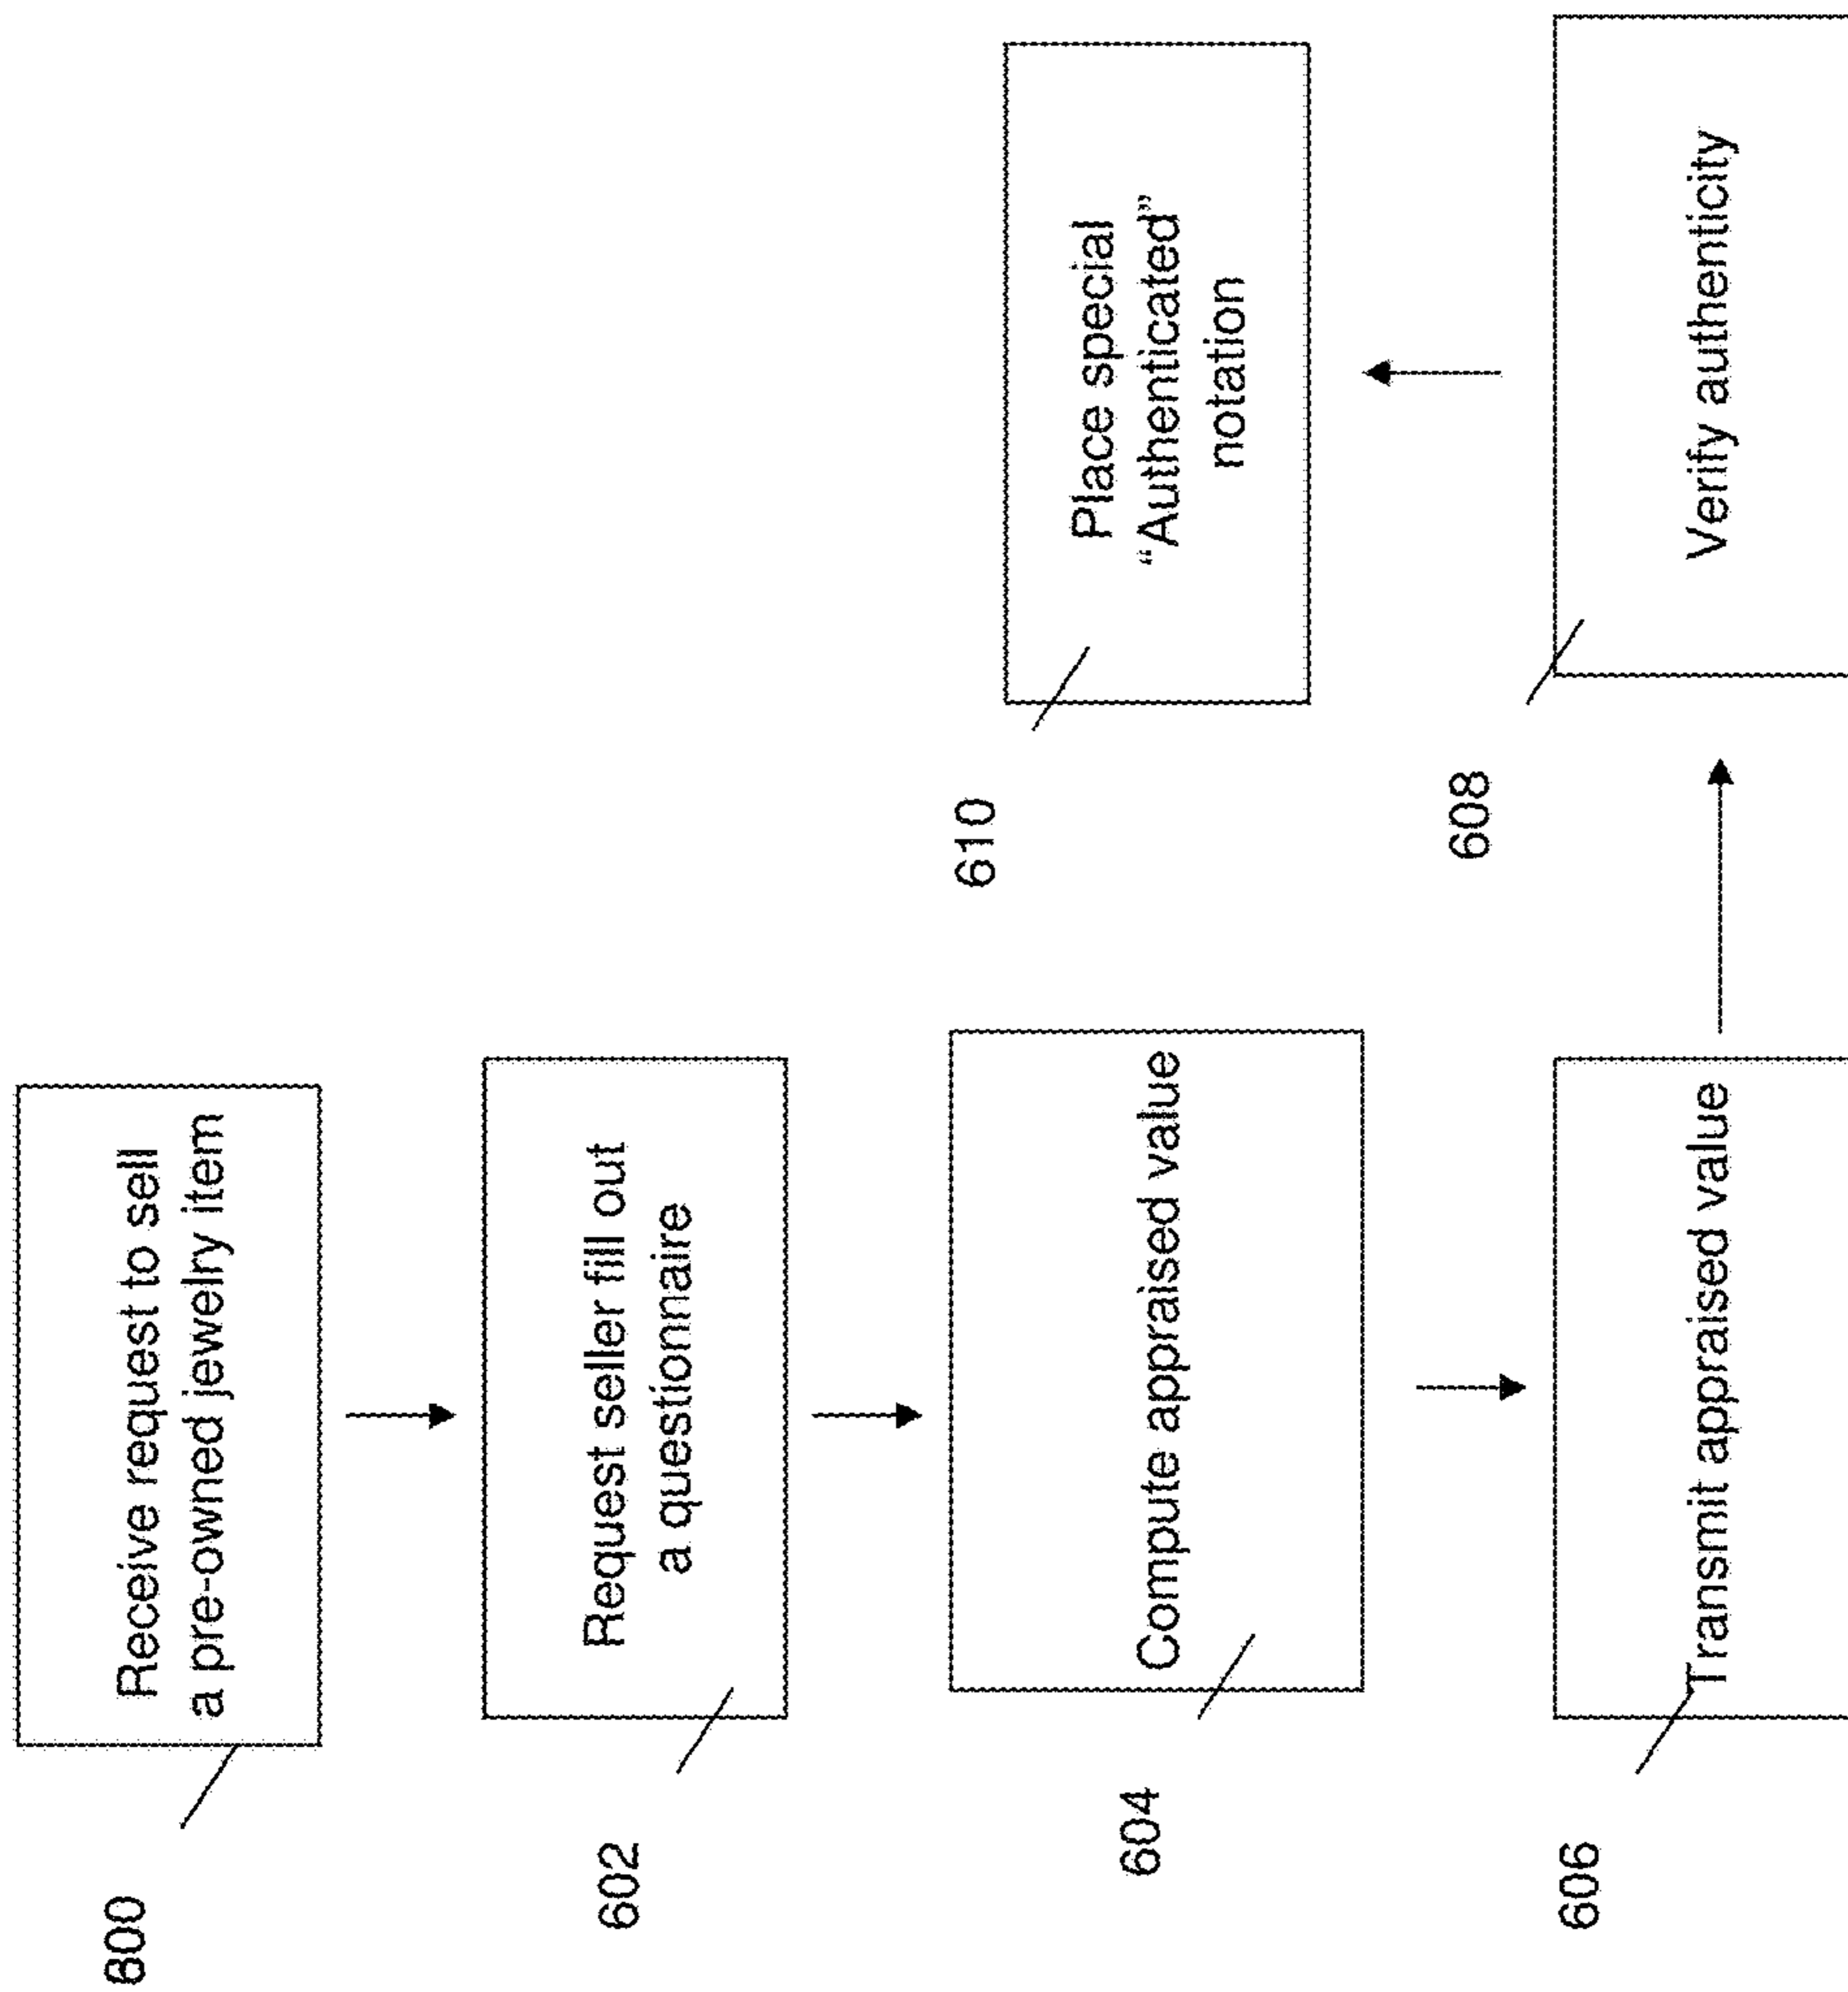 600
Receive request to sell
a pre-owned jewelry item
602
Request seller fill out
a questionnaire
604
Compute appraised value
606
Transmit appraised value
608
Verify authenticity
610
Place special
“Authenticated”
notation